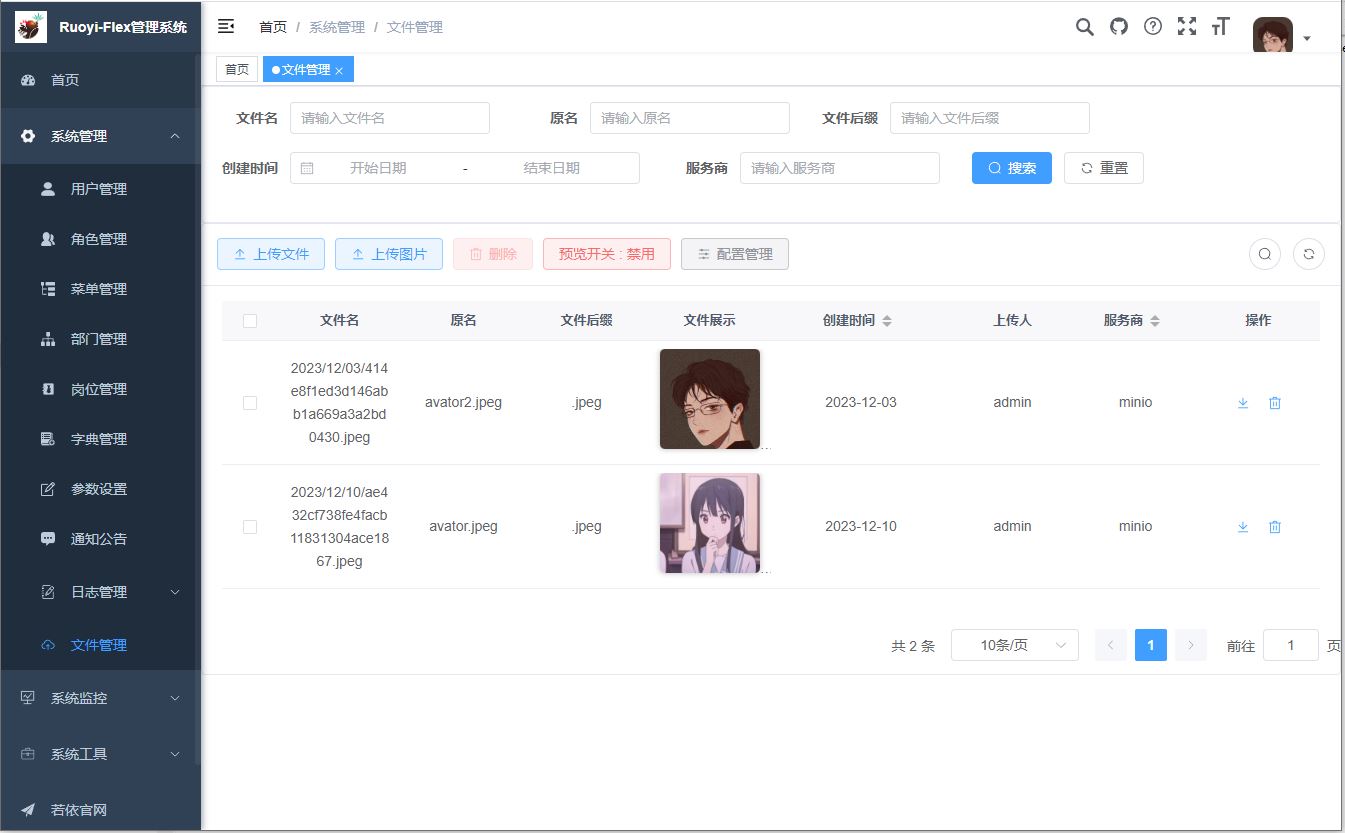 Ruoyi-Flex管理系统
首页
系统管理
用户管理
角色管理
菜单管理
部门管理
岗位管理
字典管理
参数设置
通知公告
日志管理
文件管理
系统监控
系统工具
若依官网
首页 / 系统管理 / 文件管理
首页 文件管理
文件名 请输入文件名 原名 请输入原名 文件后缀 请输入文件后缀
创建时间 开始日期 - 结束日期 服务商 请输入服务商 搜索 重置
上传文件 上传图片 删除 预览开关 : 禁用 配置管理
文件名 原名 文件后缀 文件展示 创建时间 上传人 服务商 操作
2023/12/03/414
e8f1ed3d146ab
b1a669a3a2bd
0430.jpeg
avator2.jpeg .jpeg ... 2023-12-03 admin minio
2023/12/10/ae4
32cf738fe4facb
11831304ace18
67.jpeg
avator.jpeg .jpeg ... 2023-12-10 admin minio
共 2 条 10条/页 1 前往 1 页